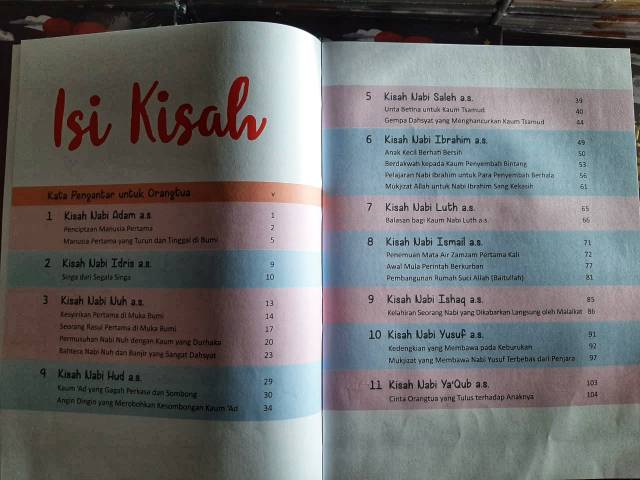 Isi Kisah
Kata Pengantar untuk Orangtua v
1 Kisah Nabi Adam a.s. 1
Penciptaan Manusia Pertama 2
Manusia Pertama yang Turun dan Tinggal di Bumi 5
2 Kisah Nabi Idris a.s. 9
Singa dari Segala Singa 10
3 Kisah Nabi Nuh a.s. 13
Kesyirikan Pertama di Muka Bumi 14
Seorang Rasul Pertama di Muka Bumi 17
Permusuhan Nabi Nuh dengan Kaum yang Durhaka 20
Bahtera Nabi Nuh dan Banjir yang Sangat Dahsyat 23
4 Kisah Nabi Hud a.s. 29
Kaum 'Ad yang Gagah Perkasa dan Sombong 30
Angin Dingin yang Merobohkan Kesombongan Kaum 'Ad 34
5 Kisah Nabi Saleh a.s. 39
Unta Betina untuk Kaum Tsamud 40
Gempa Dahsyat yang Menghancurkan Kaum Tsamud 44
6 Kisah Nabi Ibrahim a.s. 49
Anak Kecil Berhati Bersih 50
Berdakwah kepada Kaum Penyembah Bintang 53
Pelajaran Nabi Ibrahim untuk Para Penyembah Berhala 56
Mukjizat Allah untuk Nabi Ibrahim Sang Kekasih 61
7 Kisah Nabi Luth a.s. 65
Balasan bagi Kaum Nabi Luth a.s. 66
8 Kisah Nabi Ismail a.s. 71
Penemuan Mata Air Zamzam Pertama Kali 72
Awal Mula Perintah Berkurban 77
Pembangunan Rumah Suci Allah (Baitullah) 81
9 Kisah Nabi Ishaq a.s. 85
Kelahiran Seorang Nabi yang Dikabarkan Langsung oleh Malaikat 86
10 Kisah Nabi Yusuf a.s. 91
Kedengkian yang Membawa pada Keburukan 92
Mukjizat yang Membawa Nabi Yusuf Terbebas dari Penjara 97
11 Kisah Nabi Ya'Qub a.s. 103
Cinta Orangtua yang Tulus terhadap Anaknya 104